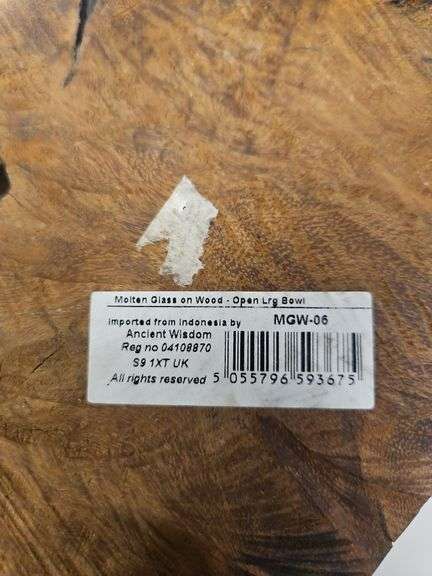 Molten Glass on Wood - Open Lrg Bowl
Imported from Indonesia by
Ancient Wisdom
Reg no 04108870
S9 1XT UK
All rights reserved
MGW-06
5 055796 593675